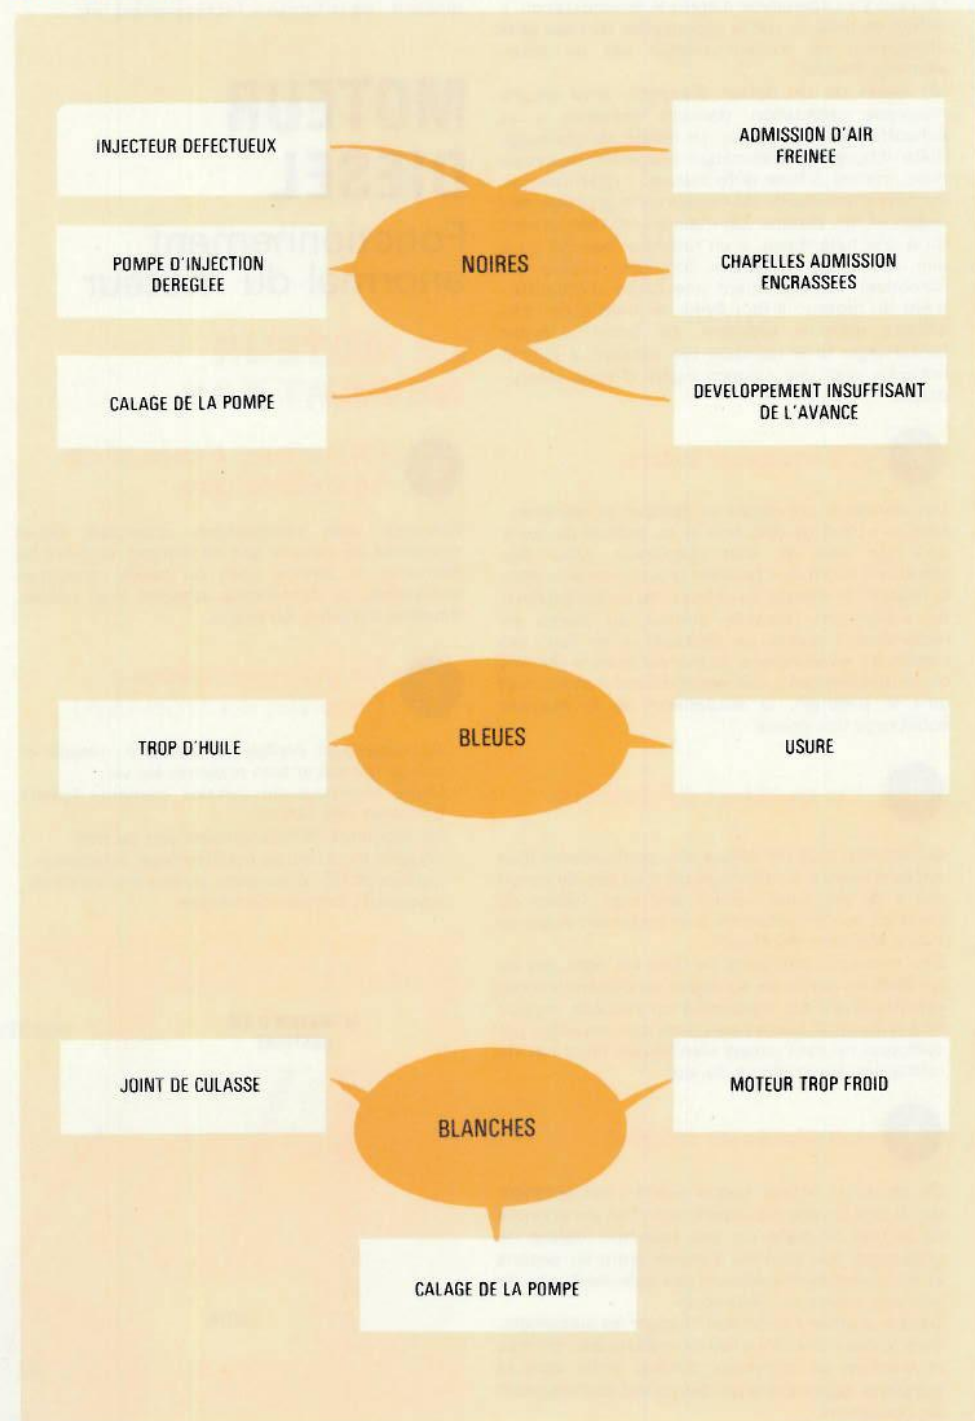 INJECTEUR DEFECTUEUX
ADMISSION D'AIR
FREINEE
POMPE D'INJECTION
DEREGLEE
NOIRES
CHAPELLES ADMISSION
ENCRASSEES
CALAGE DE LA POMPE
DEVELOPPEMENT INSUFFISANT
DE L'AVANCE
TROP D'HUILE
BLEUES
USURE
JOINT DE CULASSE
MOTEUR TROP FROID
BLANCHES
CALAGE DE LA POMPE